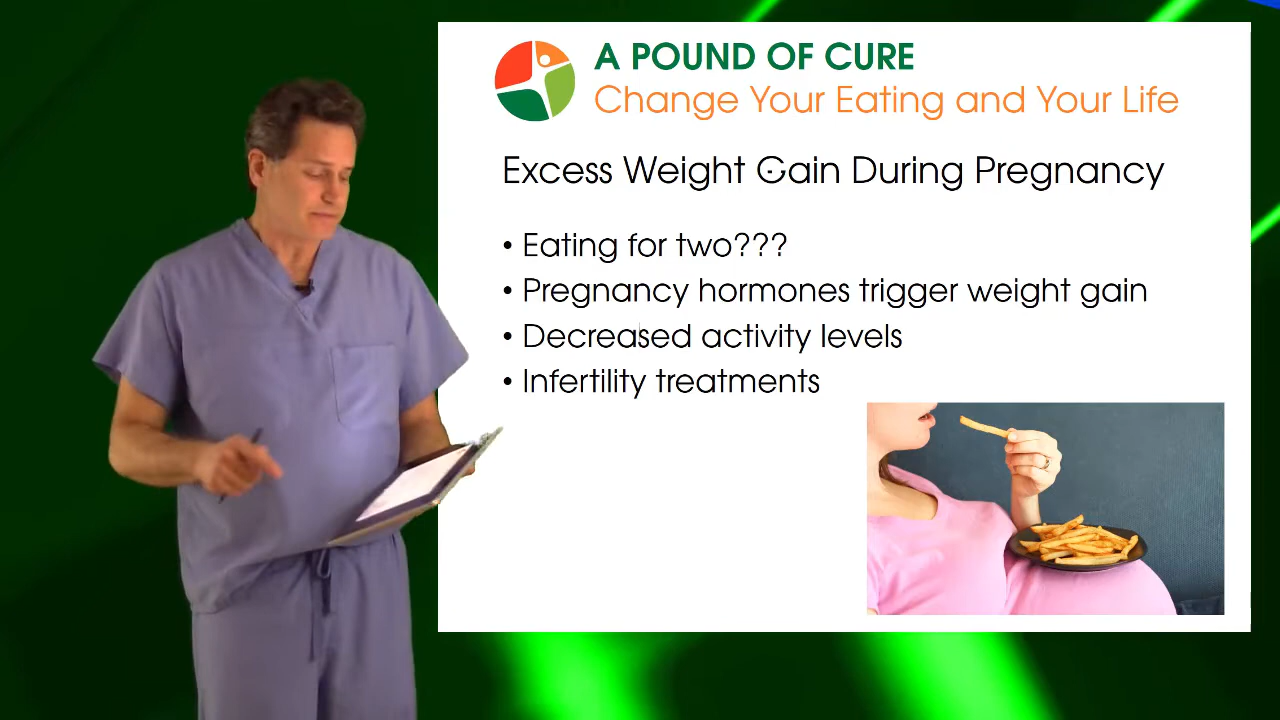 A POUND OF CURE
Change Your Eating and Your Life
Excess Weight Gain During Pregnancy
• Eating for two???
• Pregnancy hormones trigger weight gain
• Decreased activity levels
• Infertility treatments